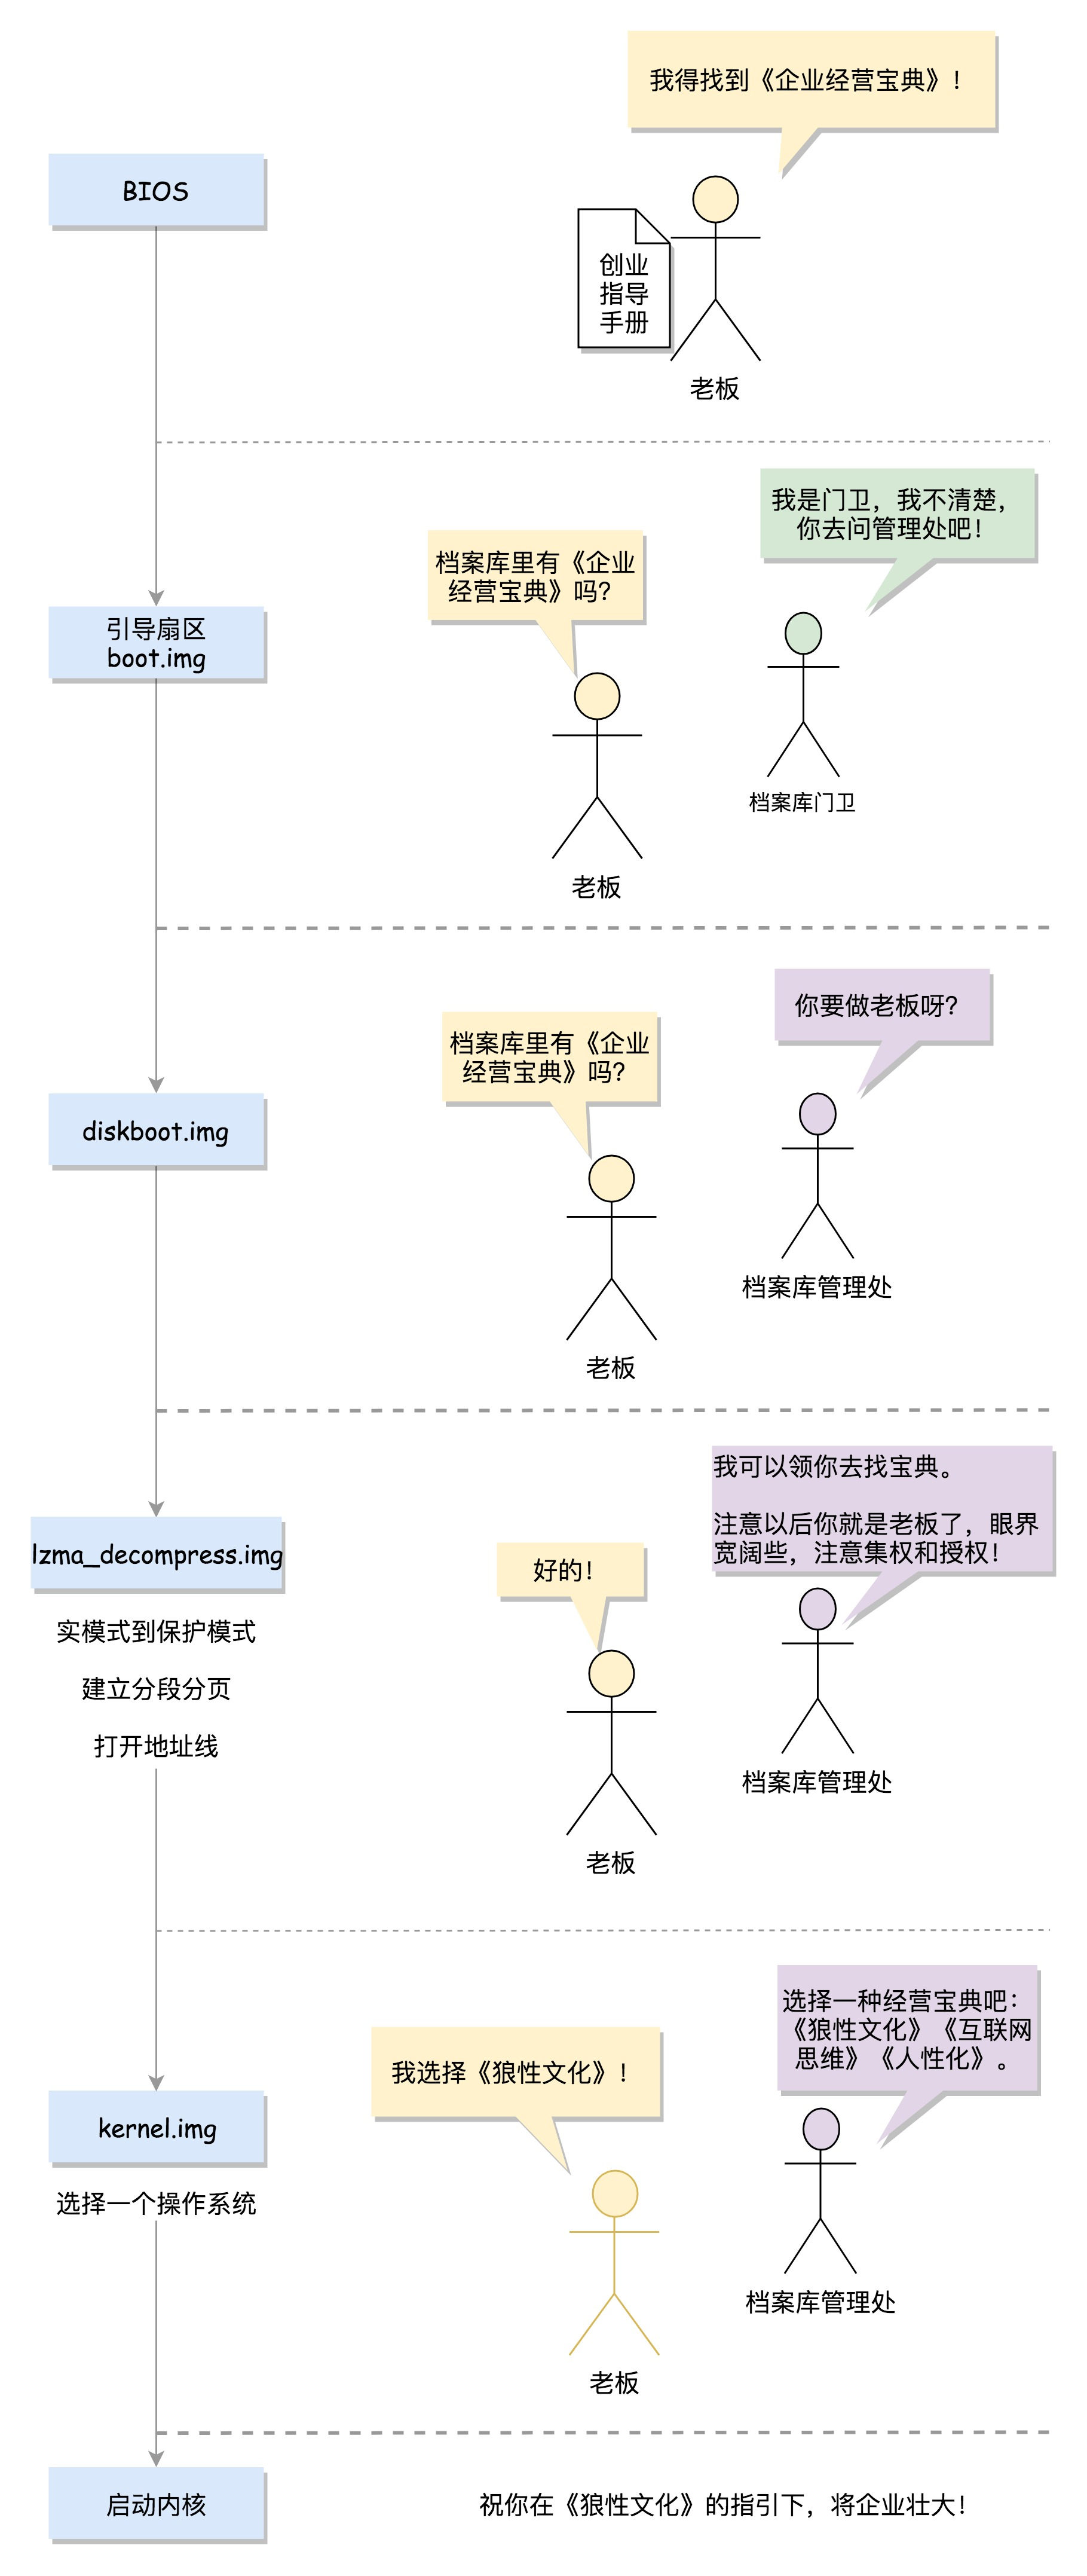 我得找到《企业经营宝典》！
BIOS
创业
指导
手册
老板
我是门卫，我不清楚，
你去问管理处吧！
档案库里有《企业
经营宝典》吗？
引导扇区
boot.img
档案库门卫
老板
你要做老板呀？
档案库里有《企业
经营宝典》吗？
diskboot.img
档案库管理处
老板
我可以领你去找宝典。
注意以后你就是老板了，眼界
宽阔些，注意集权和授权！
lzma_decompress.img
好的！
实模式到保护模式
建立分段分页
打开地址线
档案库管理处
老板
选择一种经营宝典吧：
《狼性文化》《互联网
思维》《人性化》。
我选择《狼性文化》！
kernel.img
选择一个操作系统
档案库管理处
老板
启动内核
祝你在《狼性文化》的指引下，将企业壮大！